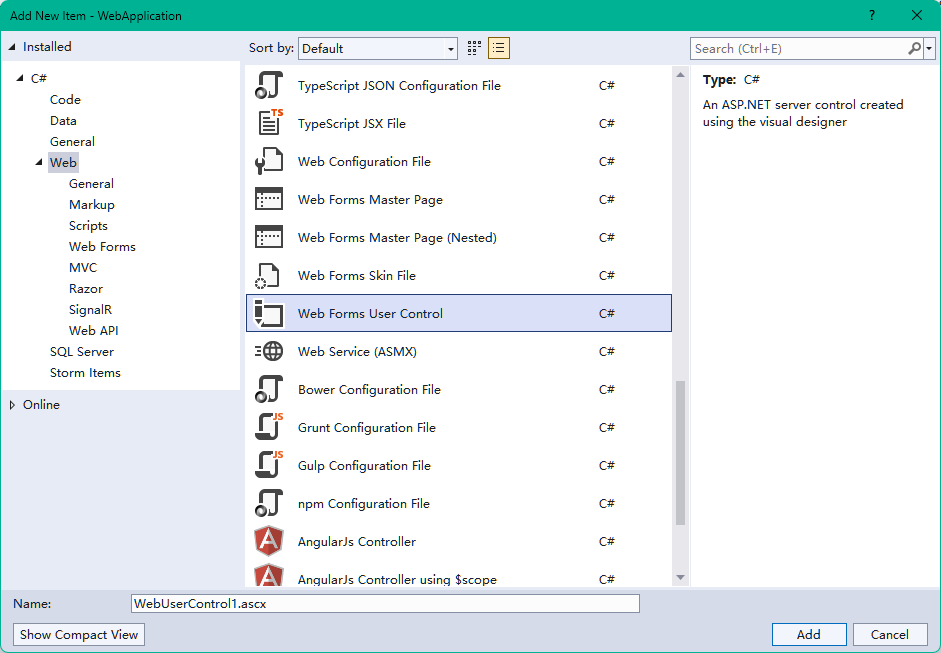 Add New Item - WebApplication
?
Installed
Sort by: Default
Search (Ctrl+E)
C#
Code
Data
General
Web
General
Markup
Scripts
Web Forms
MVC
Razor
SignalR
Web API
SQL Server
Storm Items
Online
TypeScript JSON Configuration File C#
TS
TypeScript JSX File C#
Web Configuration File C#
Web Forms Master Page C#
Web Forms Master Page (Nested) C#
Web Forms Skin File C#
Web Forms User Control C#
Web Service (ASMX) C#
Bower Configuration File C#
JS
Grunt Configuration File C#
JS
Gulp Configuration File C#
npm Configuration File C#
A
AngularJs Controller C#
A
AngularJs Controller using $scope C#
Type: C#
An ASP.NET server control created
using the visual designer
Name: WebUserControl1.ascx
Show Compact View
Add
Cancel